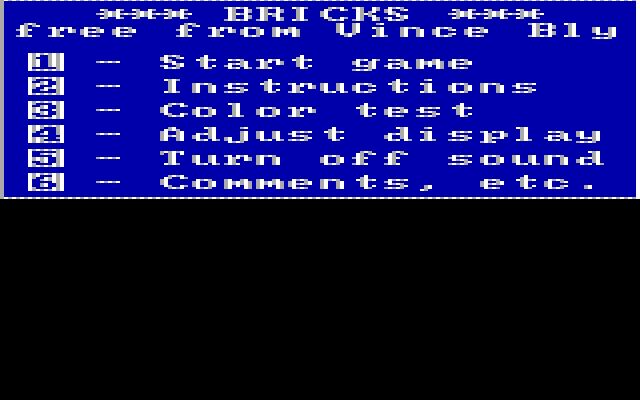 *** BRICKS ***
free from Vince Bly
1 - Start game
2 - Instructions
3 - Color test
4 - Adjust display
5 - Turn off sound
6 - Comments, etc.